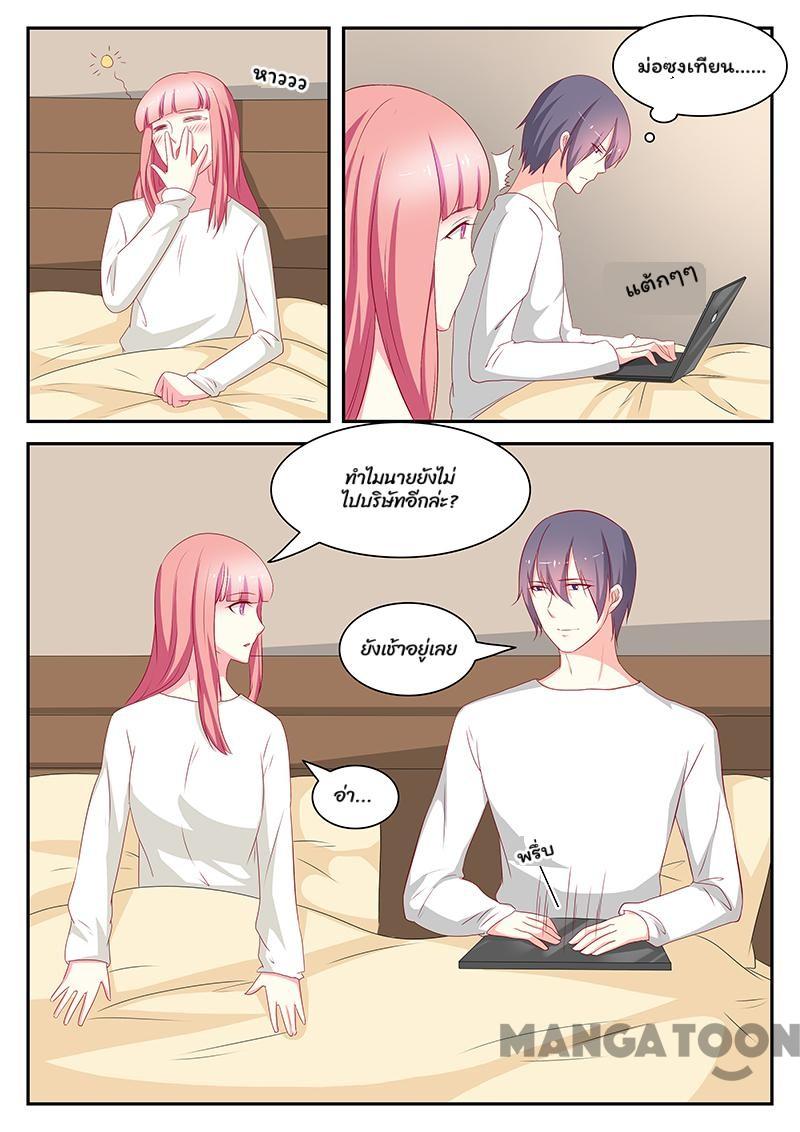 หาววว
ม่อซงเทียน......
แต้กๆๆ
ทำไมนายยังไม่
ไปบริษัทอีกล่ะ?
ยังเช้าอยู่เลย
อ่า...
พรึ่บ
MANGATOON